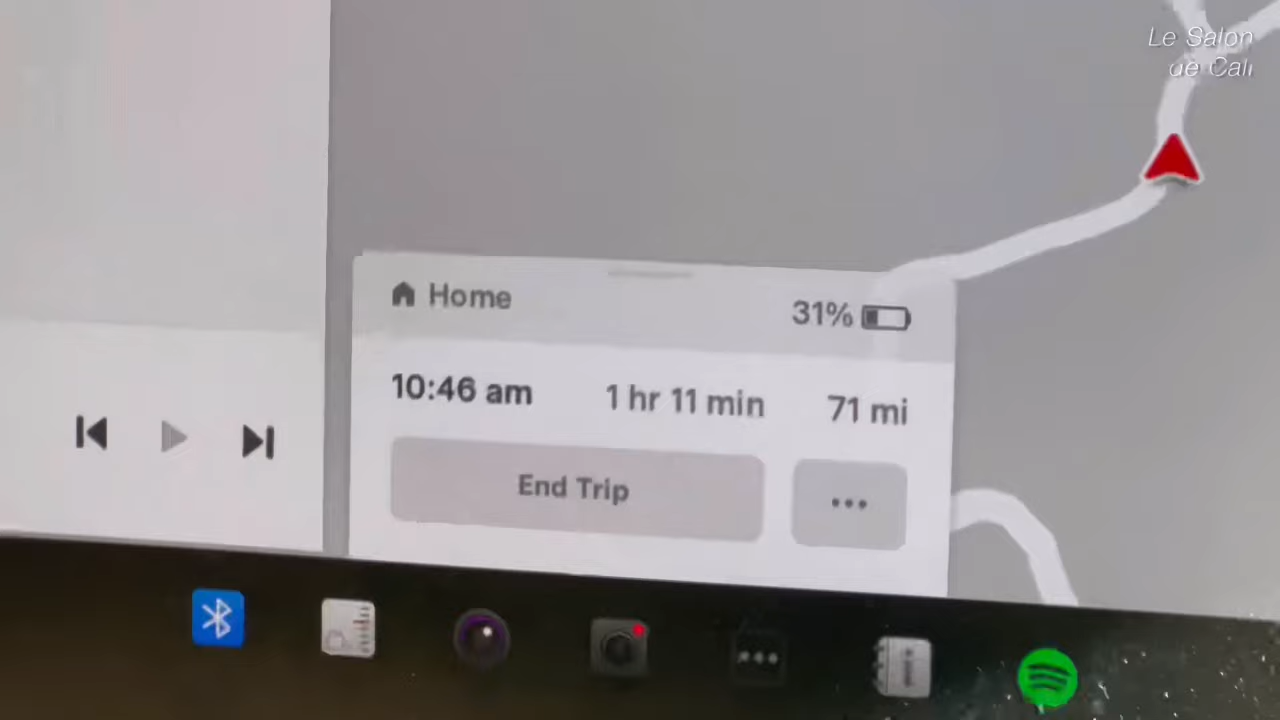 Le Salon
de Cali
Home
31%
10:46 am
1 hr 11 min
71 mi
End Trip